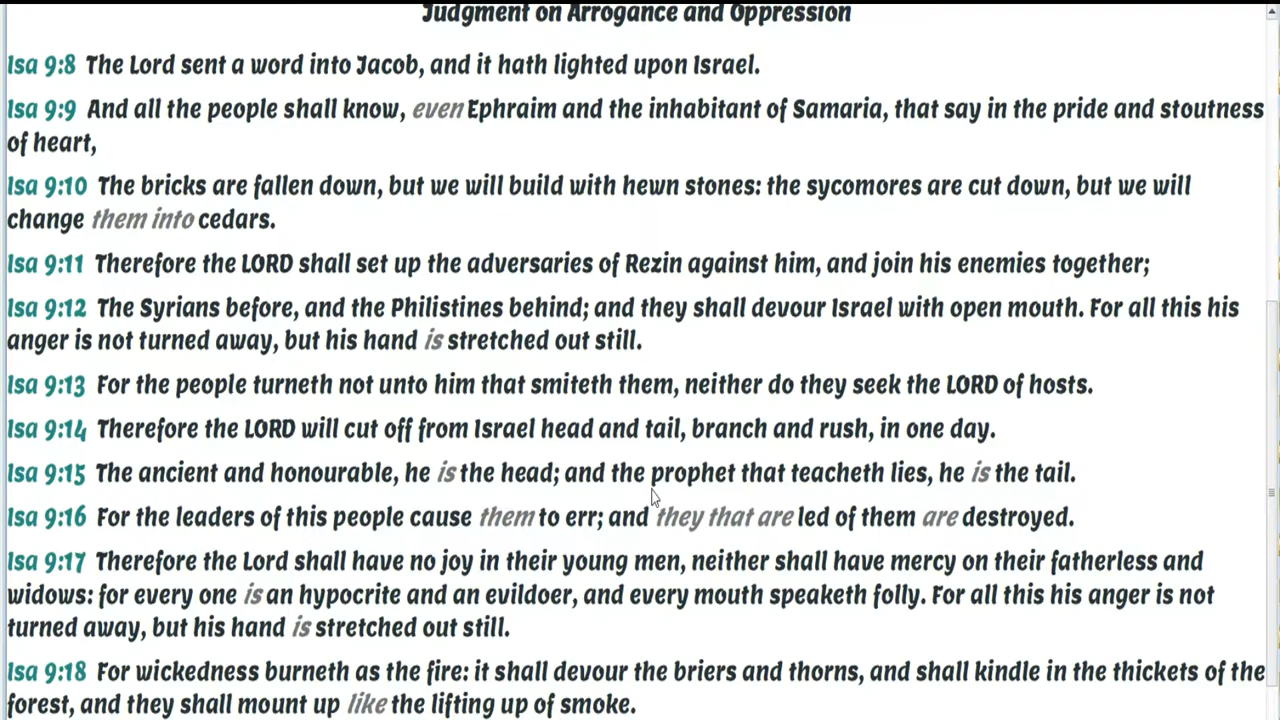 Judgment on Arrogance and Oppression
Isa 9:8 The Lord sent a word into Jacob, and it hath lighted upon Israel.
Isa 9:9 And all the people shall know, even Ephraim and the inhabitant of Samaria, that say in the pride and stoutness
of heart,
Isa 9:10 The bricks are fallen down, but we will build with hewn stones: the sycomores are cut down, but we will
change them into cedars.
Isa 9:11 Therefore the LORD shall set up the adversaries of Rezin against him, and join his enemies together;
Isa 9:12 The Syrians before, and the Philistines behind; and they shall devour Israel with open mouth. For all this his
anger is not turned away, but his hand is stretched out still.
Isa 9:13 For the people turneth not unto him that smiteth them, neither do they seek the LORD of hosts.
Isa 9:14 Therefore the LORD will cut off from Israel head and tail, branch and rush, in one day.
Isa 9:15 The ancient and honourable, he is the head; and the prophet that teacheth lies, he is the tail.
Isa 9:16 For the leaders of this people cause them to err; and they that are led of them are destroyed.
Isa 9:17 Therefore the Lord shall have no joy in their young men, neither shall have mercy on their fatherless and
widows: for every one is an hypocrite and an evildoer, and every mouth speaketh folly. For all this his anger is not
turned away, but his hand is stretched out still.
Isa 9:18 For wickedness burneth as the fire: it shall devour the briers and thorns, and shall kindle in the thickets of the
forest, and they shall mount up like the lifting up of smoke.